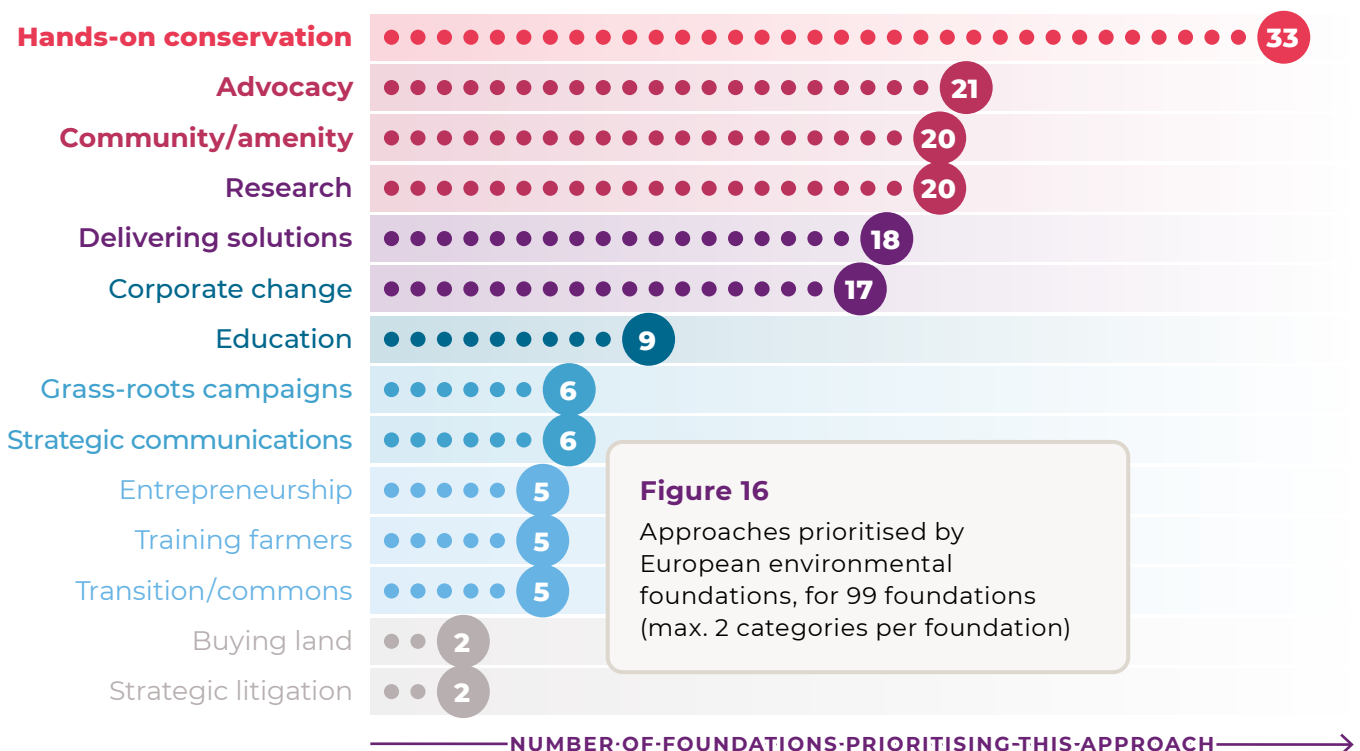 Hands-on conservation 33
Advocacy 21
Community/amenity 20
Research 20
Delivering solutions 18
Corporate change 17
Education 9
Grass-roots campaigns 6
Strategic communications 6
Entrepreneurship 5
Training farmers 5
Transition/commons 5
Buying land 2
Strategic litigation 2
Figure 16
Approaches prioritised by
European environmental
foundations, for 99 foundations
(max. 2 categories per foundation)
NUMBER·OF·FOUNDATIONS·PRIORITISING·THIS·APPROACH